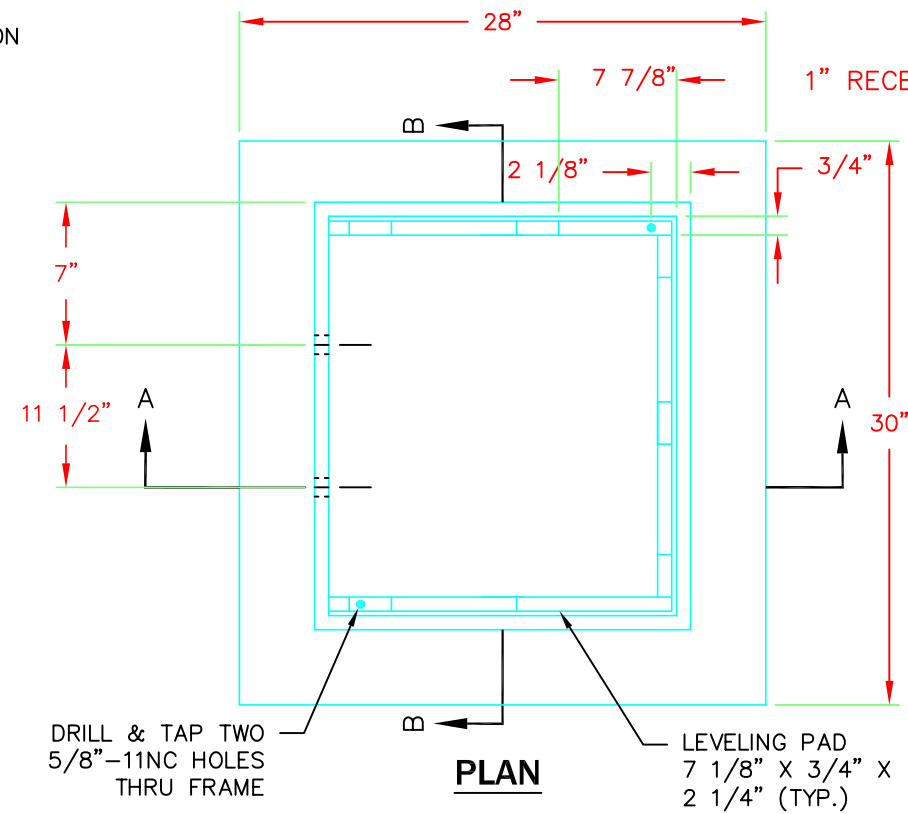 ON
28”
7 7/8”
1” RECE
B
2 1/8”
3/4”
7”
11 1/2”
A
A
30”
DRILL & TAP TWO
5/8”-11NC HOLES
THRU FRAME
B
PLAN
LEVELING PAD
7 1/8” X 3/4” X
2 1/4” (TYP.)